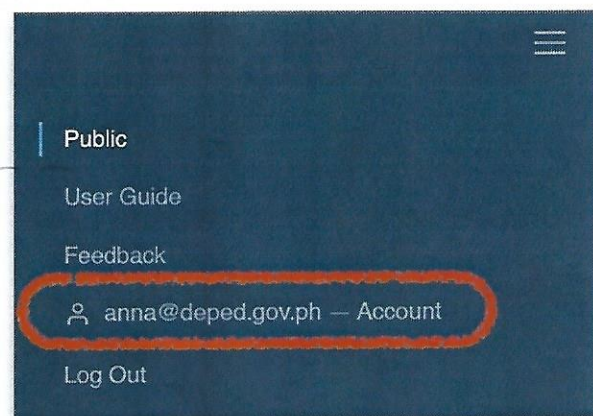 Public
User Guide
Feedback
anna@deped.gov.ph — Account
Log Out